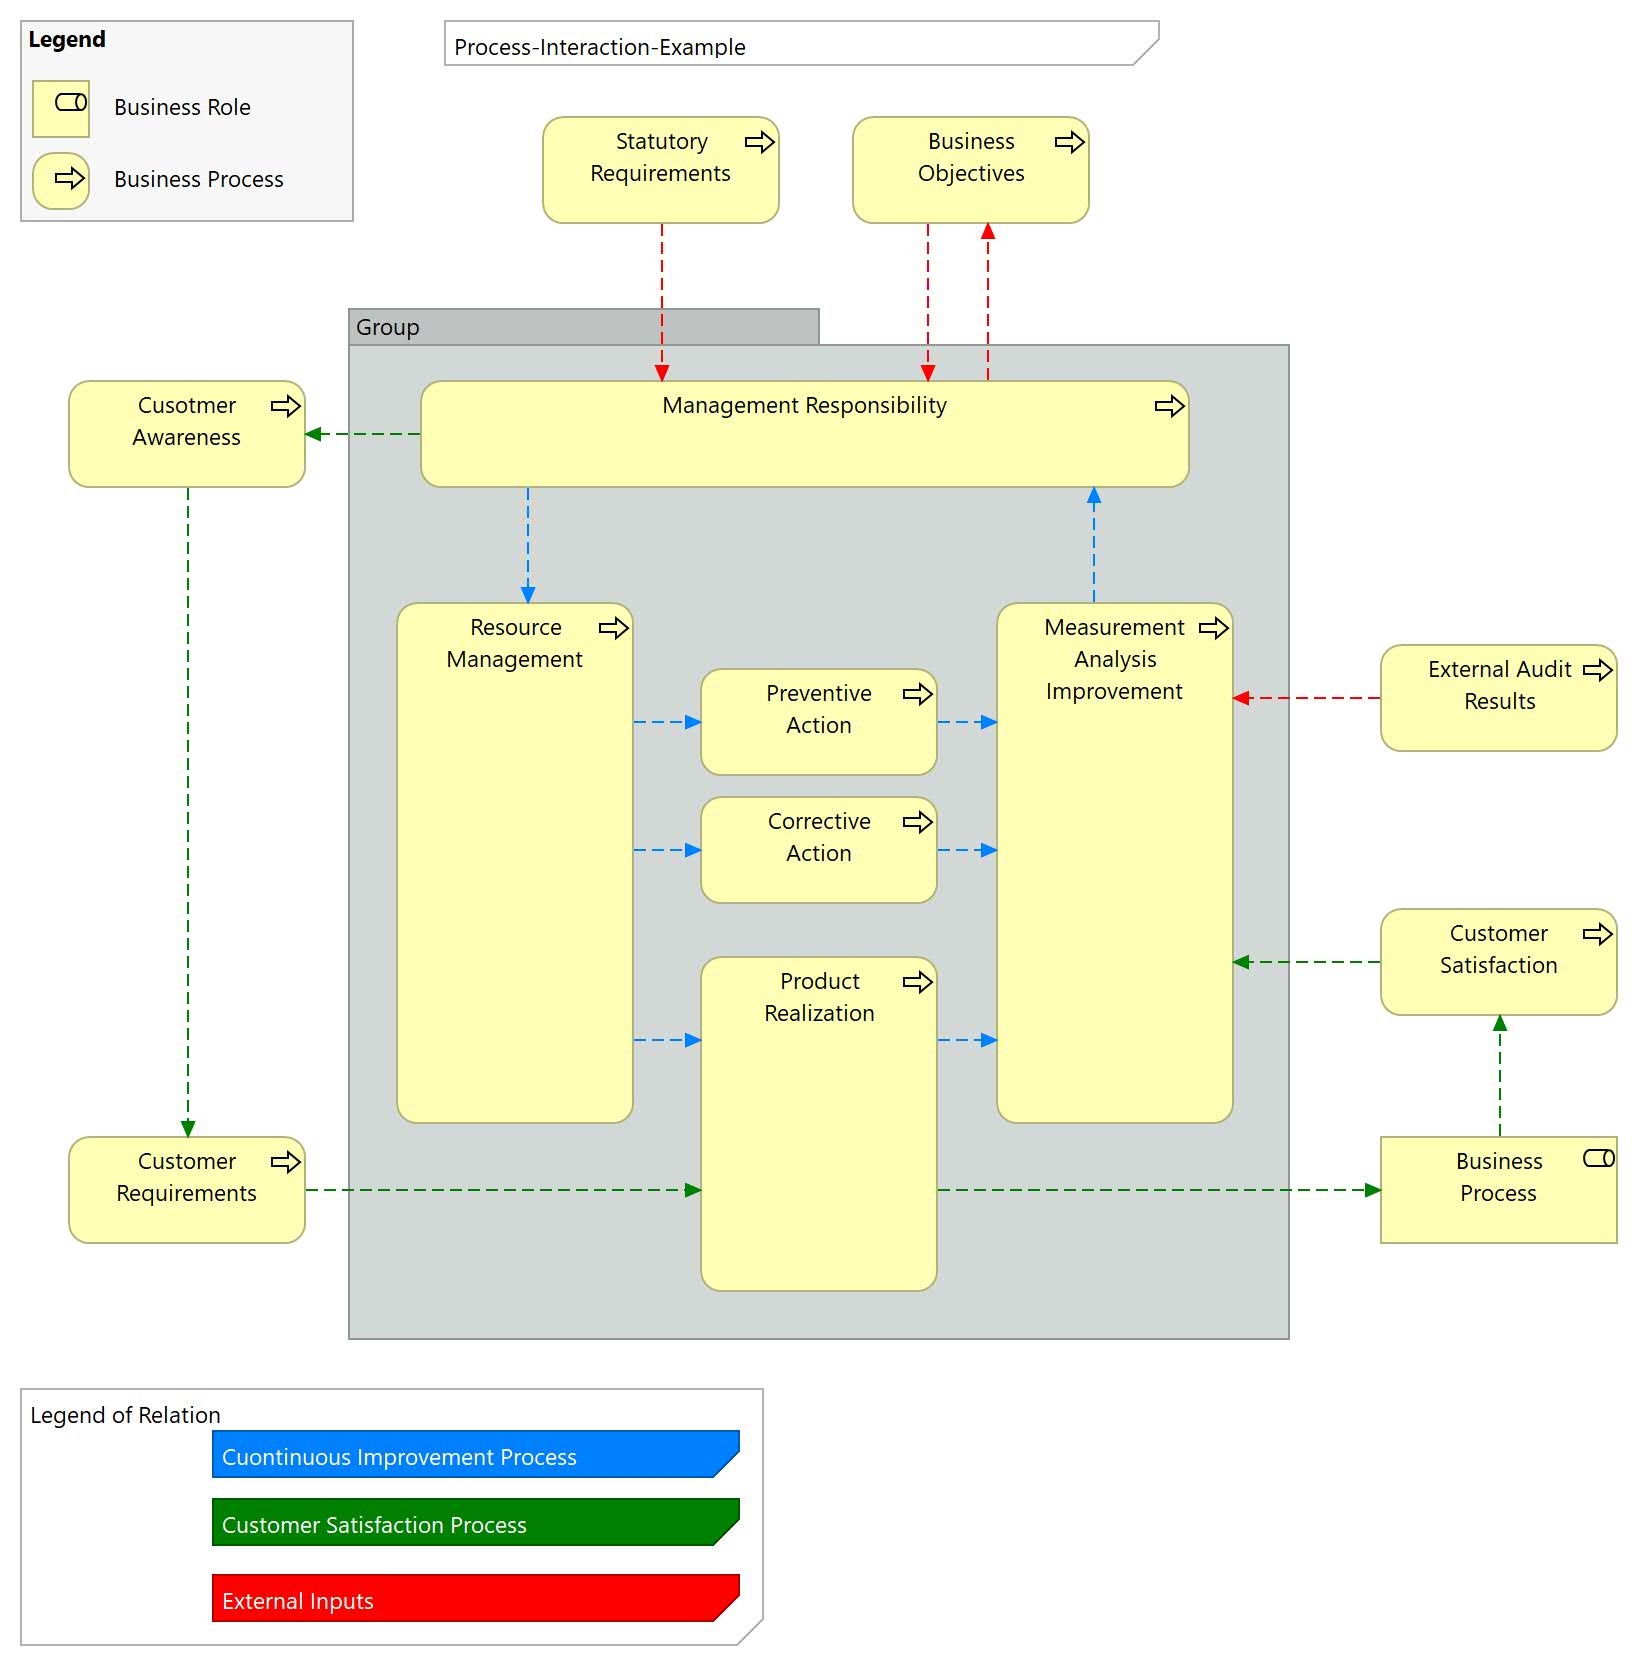 Legend
Business Role
Business Process
Process-Interaction-Example
Statutory
Requirements
Business
Objectives
Group
Cusotmer
Awareness
Management Responsibility
Resource
Management
Measurement
Analysis
Improvement
Preventive
Action
External Audit
Results
Corrective
Action
Customer
Satisfaction
Product
Realization
Customer
Requirements
Business
Process
Legend of Relation
Cuontinuous Improvement Process
Customer Satisfaction Process
External Inputs